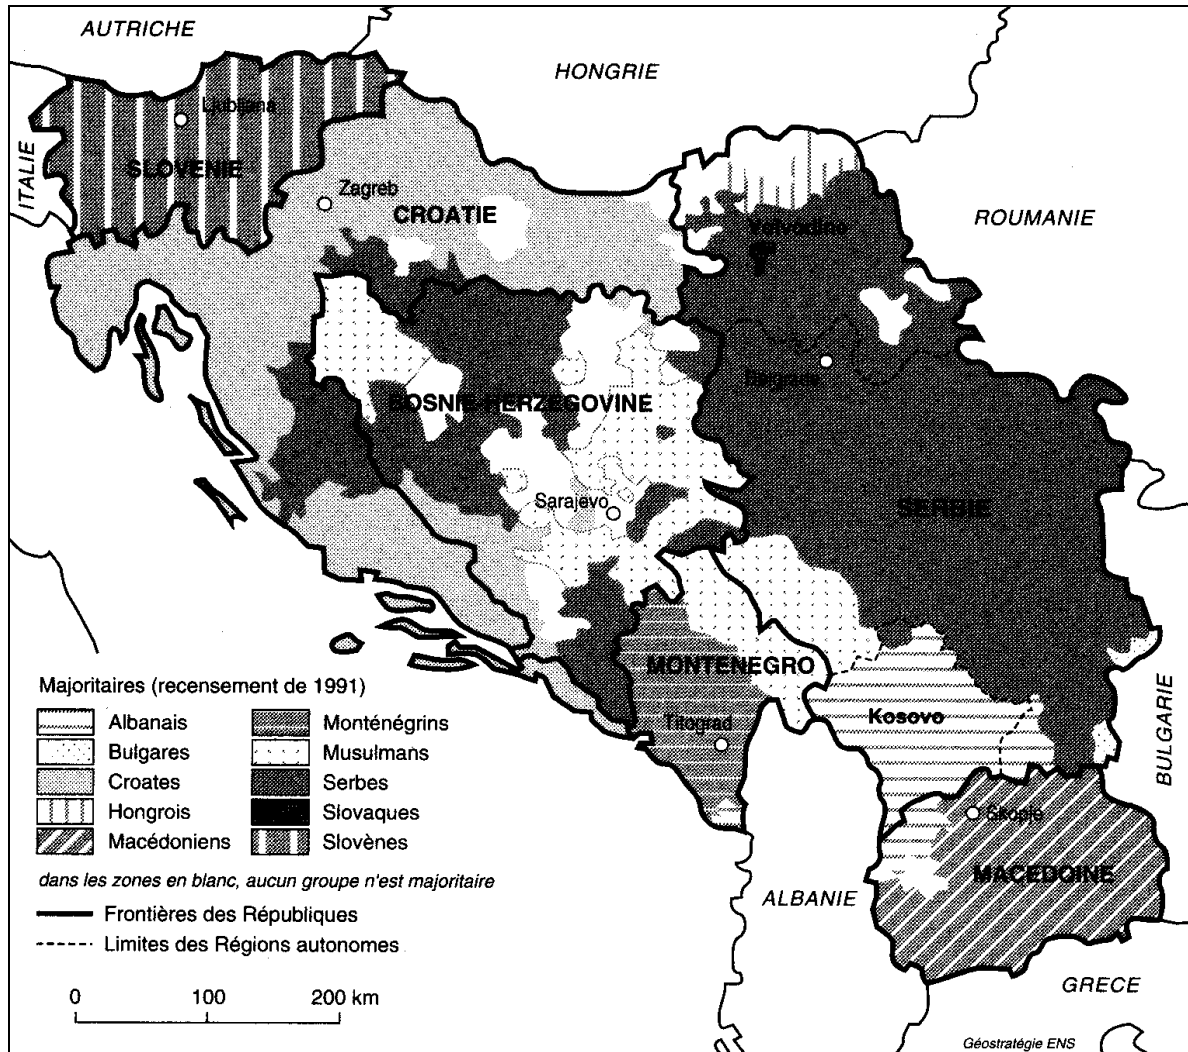 AUTRICHE
HONGRIE
ITALIE
Ljubljana
SLOVENIE
Zagreb
CROATIE
ROUMANIE
Voïvodine
Belgrade
BOSNIE-HERZEGOVINE
Sarajevo
SERBIE
MONTENEGRO
Titograd
Kosovo
BULGARIE
Skopje
MACEDOINE
ALBANIE
GRECE
Majoritaires (recensement de 1991)
Albanais
Bulgares
Croates
Hongrois
Macédoniens
Monténégrins
Musulmans
Serbes
Slovaques
Slovènes
dans les zones en blanc, aucun groupe n'est majoritaire
Frontières des Républiques
Limites des Régions autonomes
0 100 200 km
Géostratégie ENS